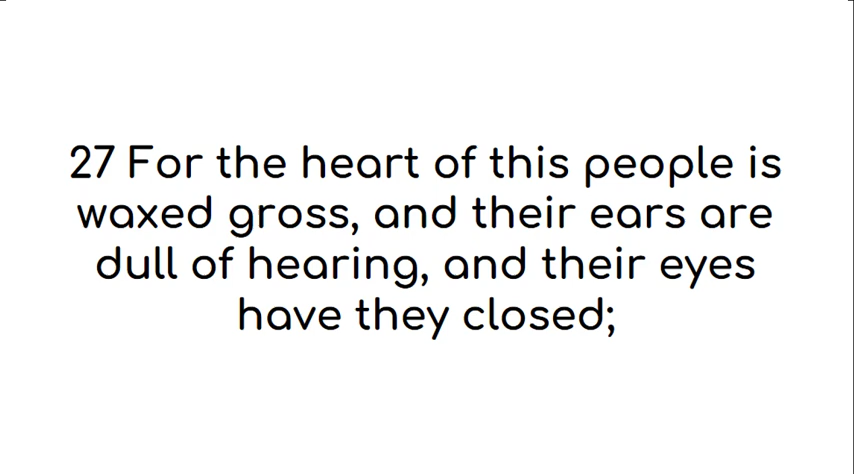 27 For the heart of this people is
waxed gross, and their ears are
dull of hearing, and their eyes
have they closed;